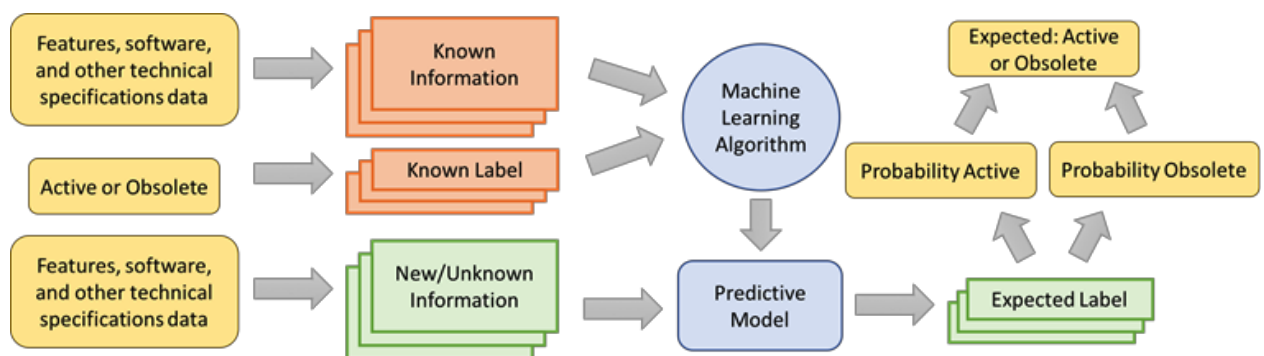 Features, software,
and other technical
specifications data
Known
Information
Machine
Learning
Algorithm
Expected: Active
or Obsolete
Active or Obsolete
Known Label
Probability Active
Probability Obsolete
Features, software,
and other technical
specifications data
New/Unknown
Information
Predictive
Model
Expected Label